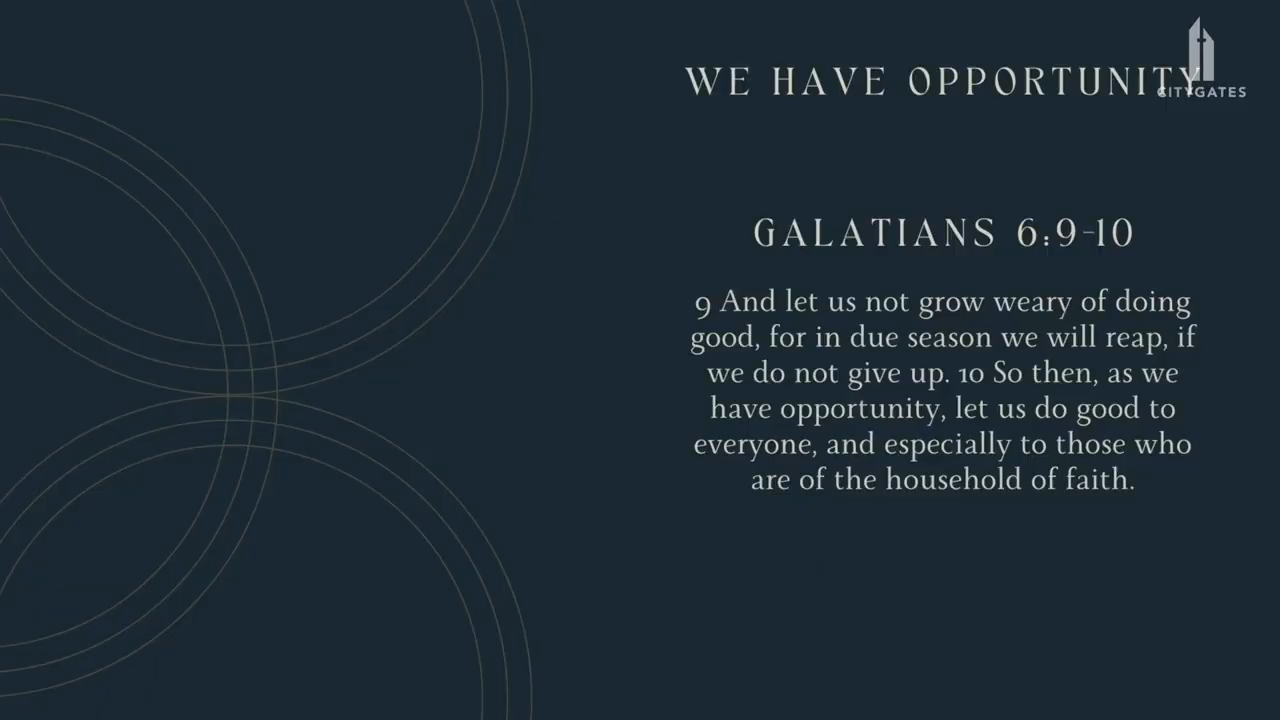 WE HAVE OPPORTUNITY
CITYGATES
GALATIANS 6:9-10
9 And let us not grow weary of doing
good, for in due season we will reap, if
we do not give up. 10 So then, as we
have opportunity, let us do good to
everyone, and especially to those who
are of the household of faith.